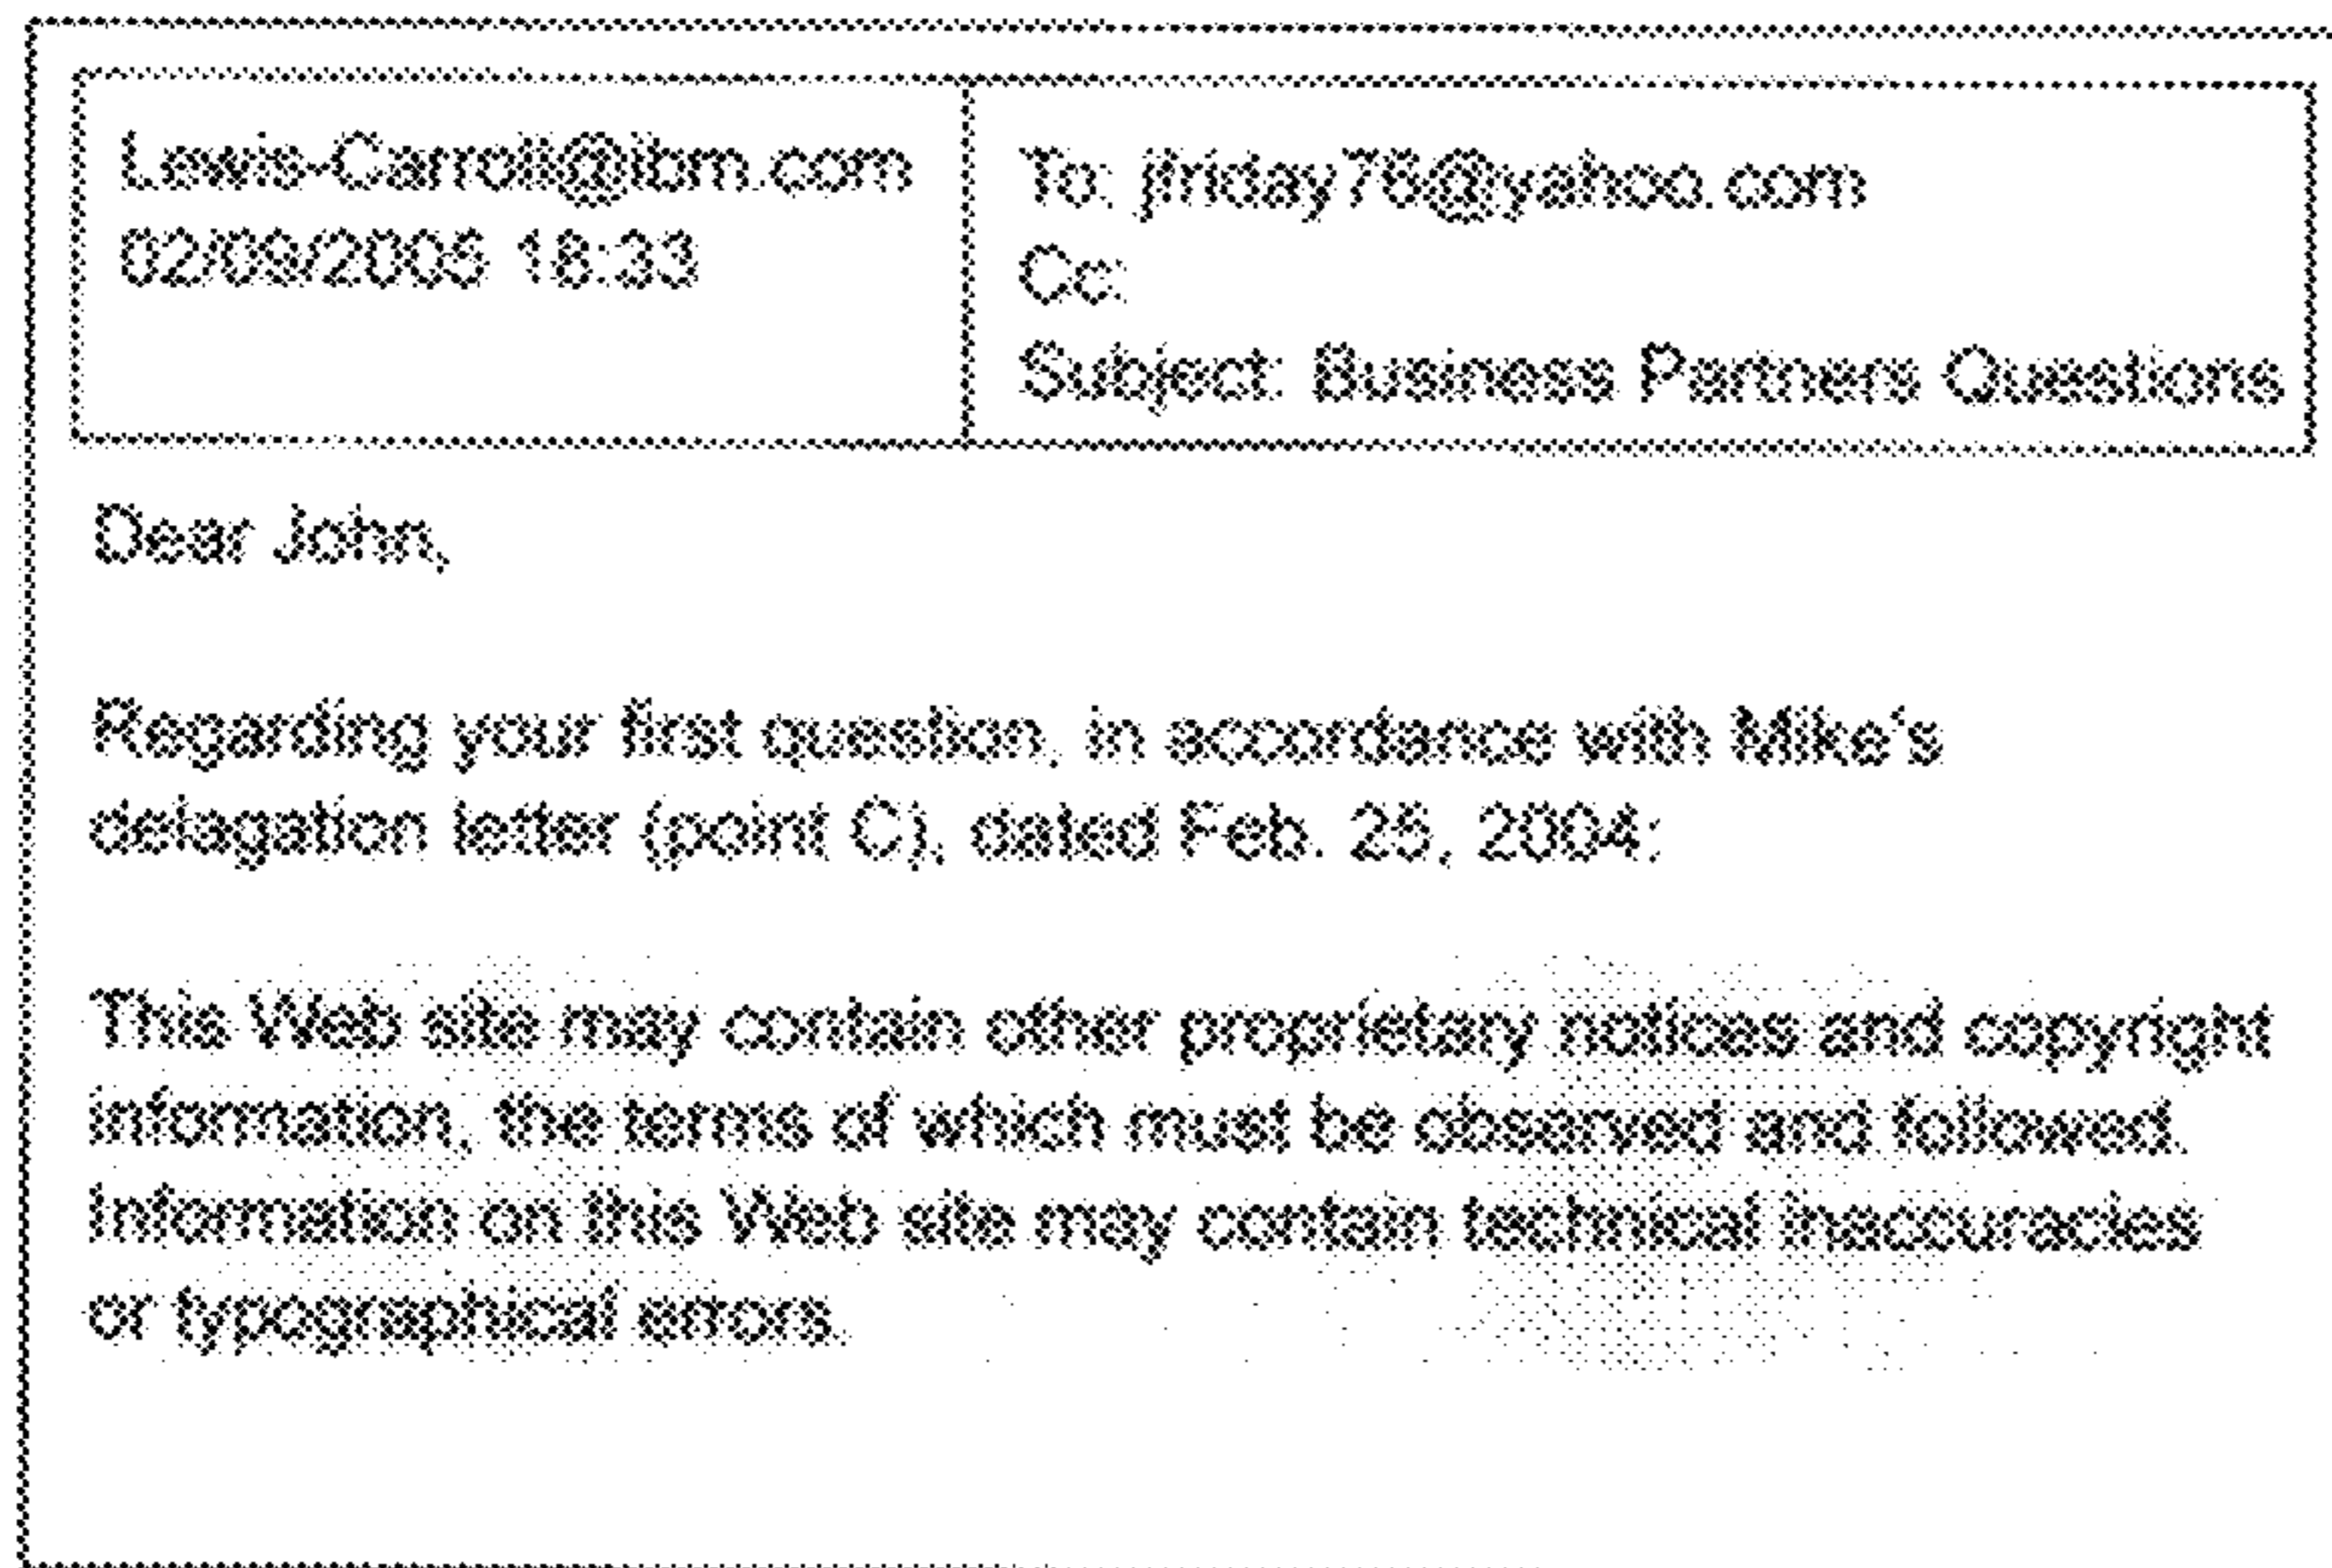 Lewis-Carroll@ibm.com
02/09/2005 18:33
To: jfriday76@yahoo.com
Cc:
Subject: Business Partners Questions
Dear John,
Regarding your first question, in accordance with Mike's
delagation letter (point C), dated Feb. 25, 2004:
This Web site may contain other proprietary notices and copyright
information, the terms of which must be observed and followed.
Information on this Web site may contain technical inaccuracies
or typographical errors.